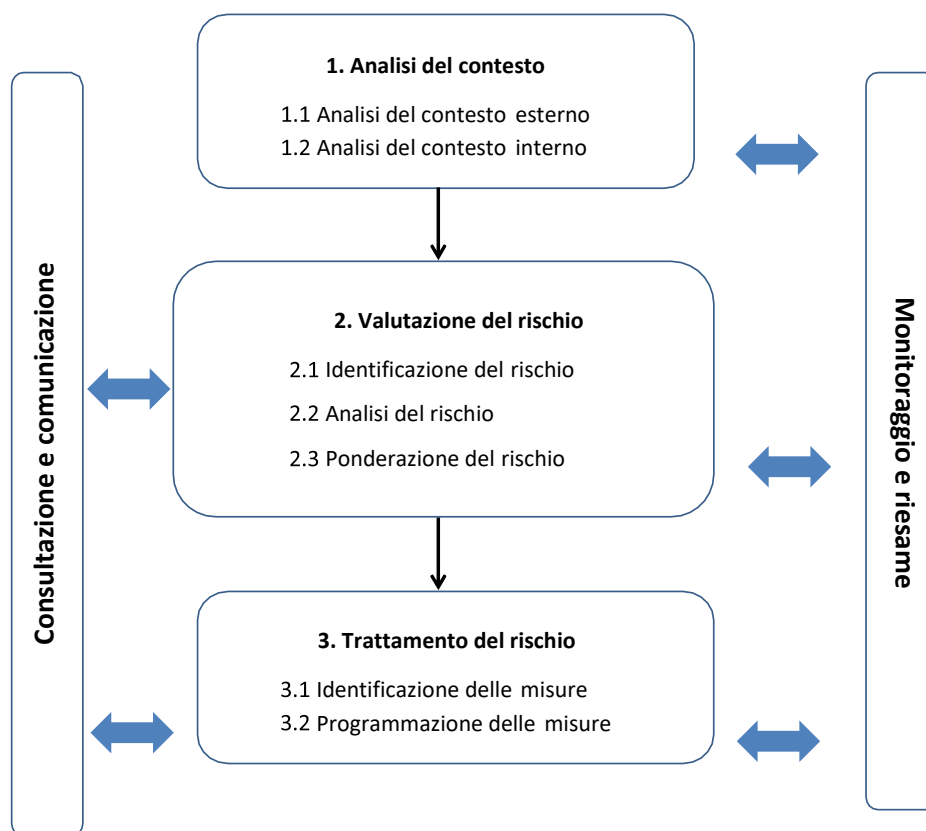 Consultazione e comunicazione
1. Analisi del contesto
1.1 Analisi del contesto esterno
1.2 Analisi del contesto interno
2. Valutazione del rischio
2.1 Identificazione del rischio
2.2 Analisi del rischio
2.3 Ponderazione del rischio
3. Trattamento del rischio
3.1 Identificazione delle misure
3.2 Programmazione delle misure
Monitoraggio e riesame